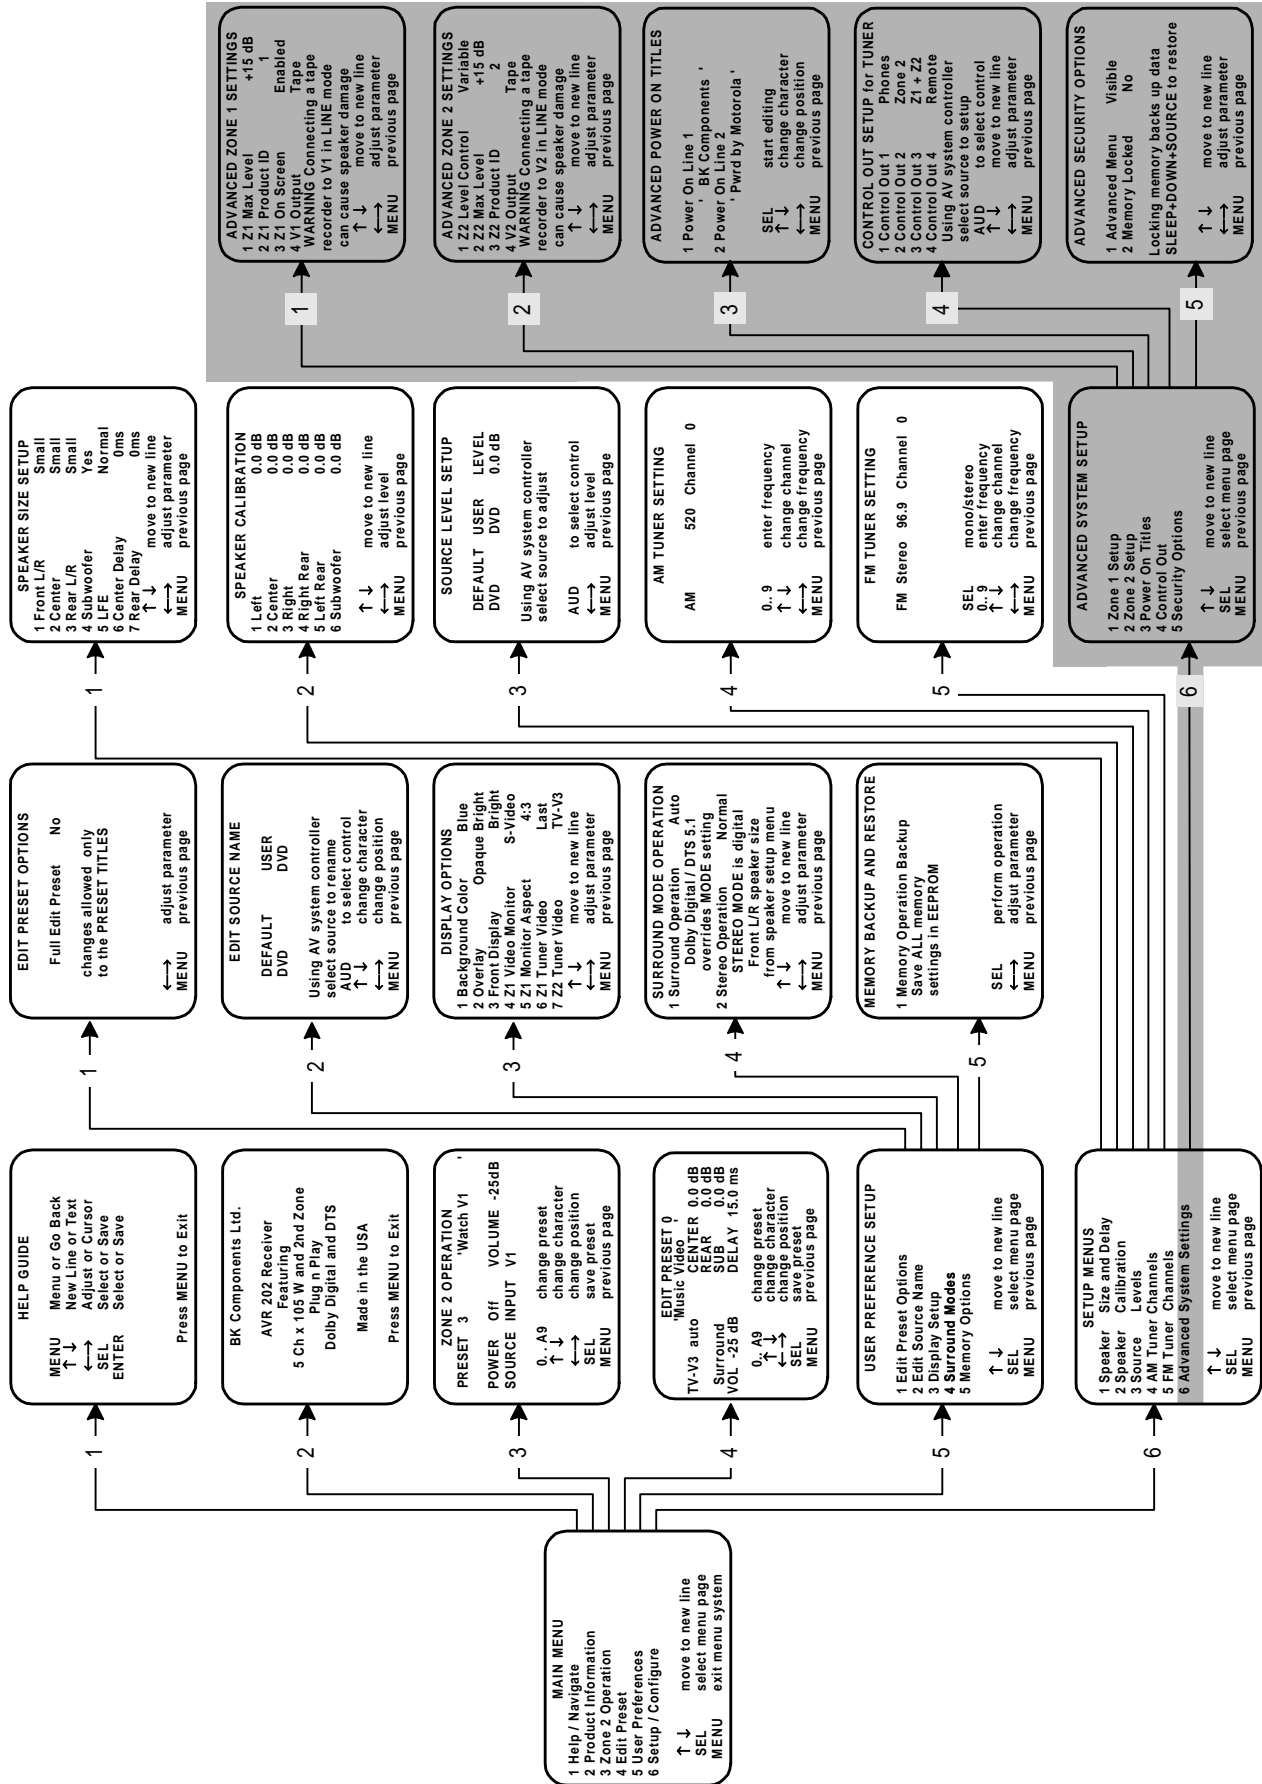 MAIN MENU
1 Help / Navigate
2 Product Information
3 Zone 2 Operation
4 Edit Preset
5 User Preferences
6 Setup / Configure
↑ ↓ move to new line
SEL select menu page
MENU exit menu system
1
2
3
4
5
6
HELP GUIDE
MENU Menu or Go Back
↑ ↓ New Line or Text
←→ Adjust or Cursor
SEL Select or Save
ENTER Select or Save
Press MENU to Exit
BK Components Ltd.
AVR 202 Receiver
Featuring
5 Ch x 105 W and 2nd Zone
Plug n Play
Dolby Digital and DTS
Made in the USA
Press MENU to Exit
ZONE 2 OPERATION
PRESET 3 'Watch V1 '
POWER Off VOLUME -25dB
SOURCE INPUT V1
0.. A9 change preset
↑ ↓ change character
←→ change position
SEL save preset
MENU previous page
EDIT PRESET 0
'Music Video '
TV-V3 auto CENTER 0.0 dB
REAR 0.0 dB
Surround SUB 0.0 dB
VOL -25 dB DELAY 15.0 ms
0.. A9 change preset
↑ ↓ change character
←→ change position
SEL save preset
MENU previous page
USER PREFERENCE SETUP
1 Edit Preset Options
2 Edit Source Name
3 Display Setup
4 Surround Modes
5 Memory Options
↑ ↓ move to new line
SEL select menu page
MENU previous page
SETUP MENUS
1 Speaker Size and Delay
2 Speaker Calibration
3 Source Levels
4 AM Tuner Channels
5 FM Tuner Channels
6 Advanced System Settings
↑ ↓ move to new line
SEL select menu page
MENU previous page
1
2
3
4
5
EDIT PRESET OPTIONS
Full Edit Preset No
changes allowed only
to the PRESET TITLES
←→ adjust parameter
MENU previous page
EDIT SOURCE NAME
DEFAULT USER
DVD DVD
Using AV system controller
select source to rename
AUD to select control
↑ ↓ change character
←→ change position
MENU previous page
DISPLAY OPTIONS
1 Background Color Blue
2 Overlay Opaque Bright
3 Front Display Bright
4 Z1 Video Monitor S-Video
5 Z1 Monitor Aspect 4:3
6 Z1 Tuner Video Last
7 Z2 Tuner Video TV-V3
↑ ↓ move to new line
←→ adjust parameter
MENU previous page
SURROUND MODE OPERATION
1 Surround Operation Auto
Dolby Digital / DTS 5.1
overrides MODE setting
2 Stereo Operation Normal
STEREO MODE is digital
Front L/R speaker size
from speaker setup menu
↑ ↓ move to new line
←→ adjust parameter
MENU previous page
MEMORY BACKUP AND RESTORE
1 Memory Operation Backup
Save ALL memory
settings in EEPROM
SEL perform operation
←→ adjust parameter
MENU previous page
1
2
3
4
5
6
SPEAKER SIZE SETUP
1 Front L/R Small
2 Center Small
3 Rear L/R Small
4 Subwoofer Yes
5 LFE Normal
6 Center Delay 0ms
7 Rear Delay 0ms
↑ ↓ move to new line
←→ adjust parameter
MENU previous page
SPEAKER CALIBRATION
1 Left 0.0 dB
2 Center 0.0 dB
3 Right 0.0 dB
4 Right Rear 0.0 dB
5 Left Rear 0.0 dB
6 Subwoofer 0.0 dB
↑ ↓ move to new line
←→ adjust level
MENU previous page
SOURCE LEVEL SETUP
DEFAULT USER LEVEL
DVD DVD 0.0 dB
Using AV system controller
select source to adjust
AUD to select control
←→ adjust level
MENU previous page
AM TUNER SETTING
AM 520 Channel 0
0.. 9 enter frequency
↑ ↓ change channel
←→ change frequency
MENU previous page
FM TUNER SETTING
FM Stereo 96.9 Channel 0
SEL mono/stereo
0.. 9 enter frequency
↑ ↓ change channel
←→ change frequency
MENU previous page
ADVANCED SYSTEM SETUP
1 Zone 1 Setup
2 Zone 2 Setup
3 Power On Titles
4 Control Out
5 Security Options
↑ ↓ move to new line
SEL select menu page
MENU previous page
1
2
3
4
5
ADVANCED ZONE 1 SETTINGS
1 Z1 Max Level +15 dB
2 Z1 Product ID 1
3 Z1 On Screen Enabled
4 V1 Output Tape
WARNING Connecting a tape
recorder to V1 in LINE mode
can cause speaker damage
↑ ↓ move to new line
←→ adjust parameter
MENU previous page
ADVANCED ZONE 2 SETTINGS
1 Z2 Level Control Variable
2 Z2 Max Level +15 dB
3 Z2 Product ID 2
4 V2 Output Tape
WARNING Connecting a tape
recorder to V2 in LINE mode
can cause speaker damage
↑ ↓ move to new line
←→ adjust parameter
MENU previous page
ADVANCED POWER ON TITLES
1 Power On Line 1
' BK Components '
2 Power On Line 2
' Pwrd by Motorola '
SEL start editing
↑ ↓ change character
←→ change position
MENU previous page
CONTROL OUT SETUP for TUNER
1 Control Out 1 Phones
2 Control Out 2 Zone 2
3 Control Out 3 Z1 + Z2
4 Control Out 4 Remote
Using AV system controller
select source to setup
AUD to select control
↑ ↓ move to new line
←→ adjust parameter
MENU previous page
ADVANCED SECURITY OPTIONS
1 Advanced Menu Visible
2 Memory Locked No
Locking memory backs up data
SLEEP+DOWN+SOURCE to restore
↑ ↓ move to new line
←→ adjust parameter
MENU previous page